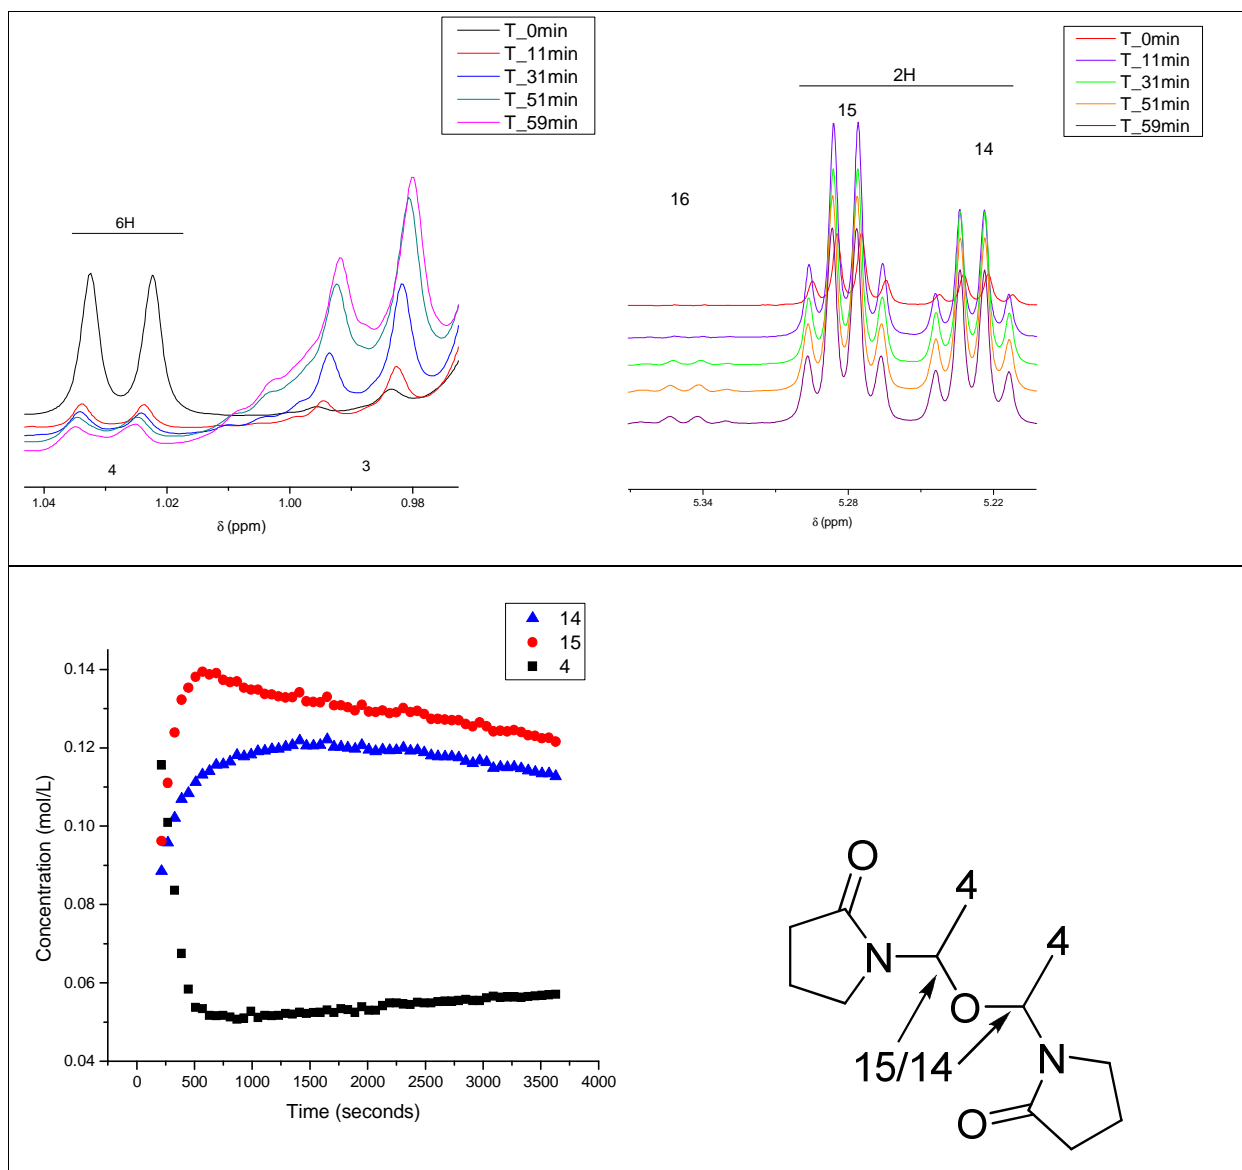 T_0min
T_11min
T_31min
T_51min
T_59min
6H
4
3
1.04
1.02
1.00
0.98
δ (ppm)
T_0min
T_11min
T_31min
T_51min
T_59min
2H
15
14
16
5.34
5.28
5.22
δ (ppm)
14
15
4
0.14
0.12
0.10
0.08
0.06
0.04
Concentration (mol/L)
0
500
1000
1500
2000
2500
3000
3500
4000
Time (seconds)
O
4
N
4
O
15/14
N
O